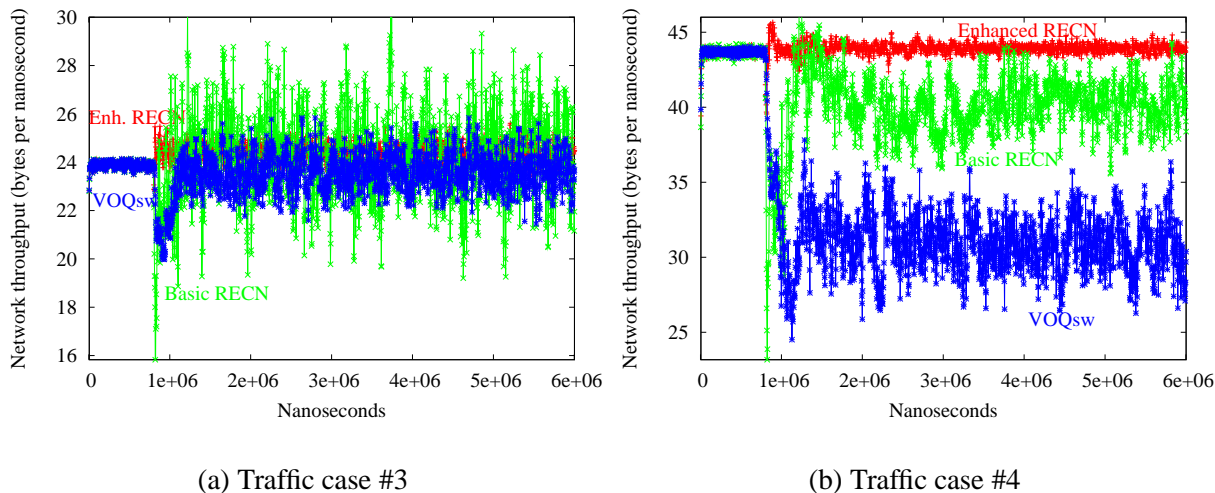 Network throughput (bytes per nanosecond)
30
28
26
24
22
20
18
16
Enh. RECN
VOQsw
Basic RECN
0
1e+06
2e+06
3e+06
4e+06
5e+06
6e+06
Nanoseconds
(a) Traffic case #3
Network throughput (bytes per nanosecond)
45
40
35
30
25
Enhanced RECN
Basic RECN
VOQsw
0
1e+06
2e+06
3e+06
4e+06
5e+06
6e+06
Nanoseconds
(b) Traffic case #4